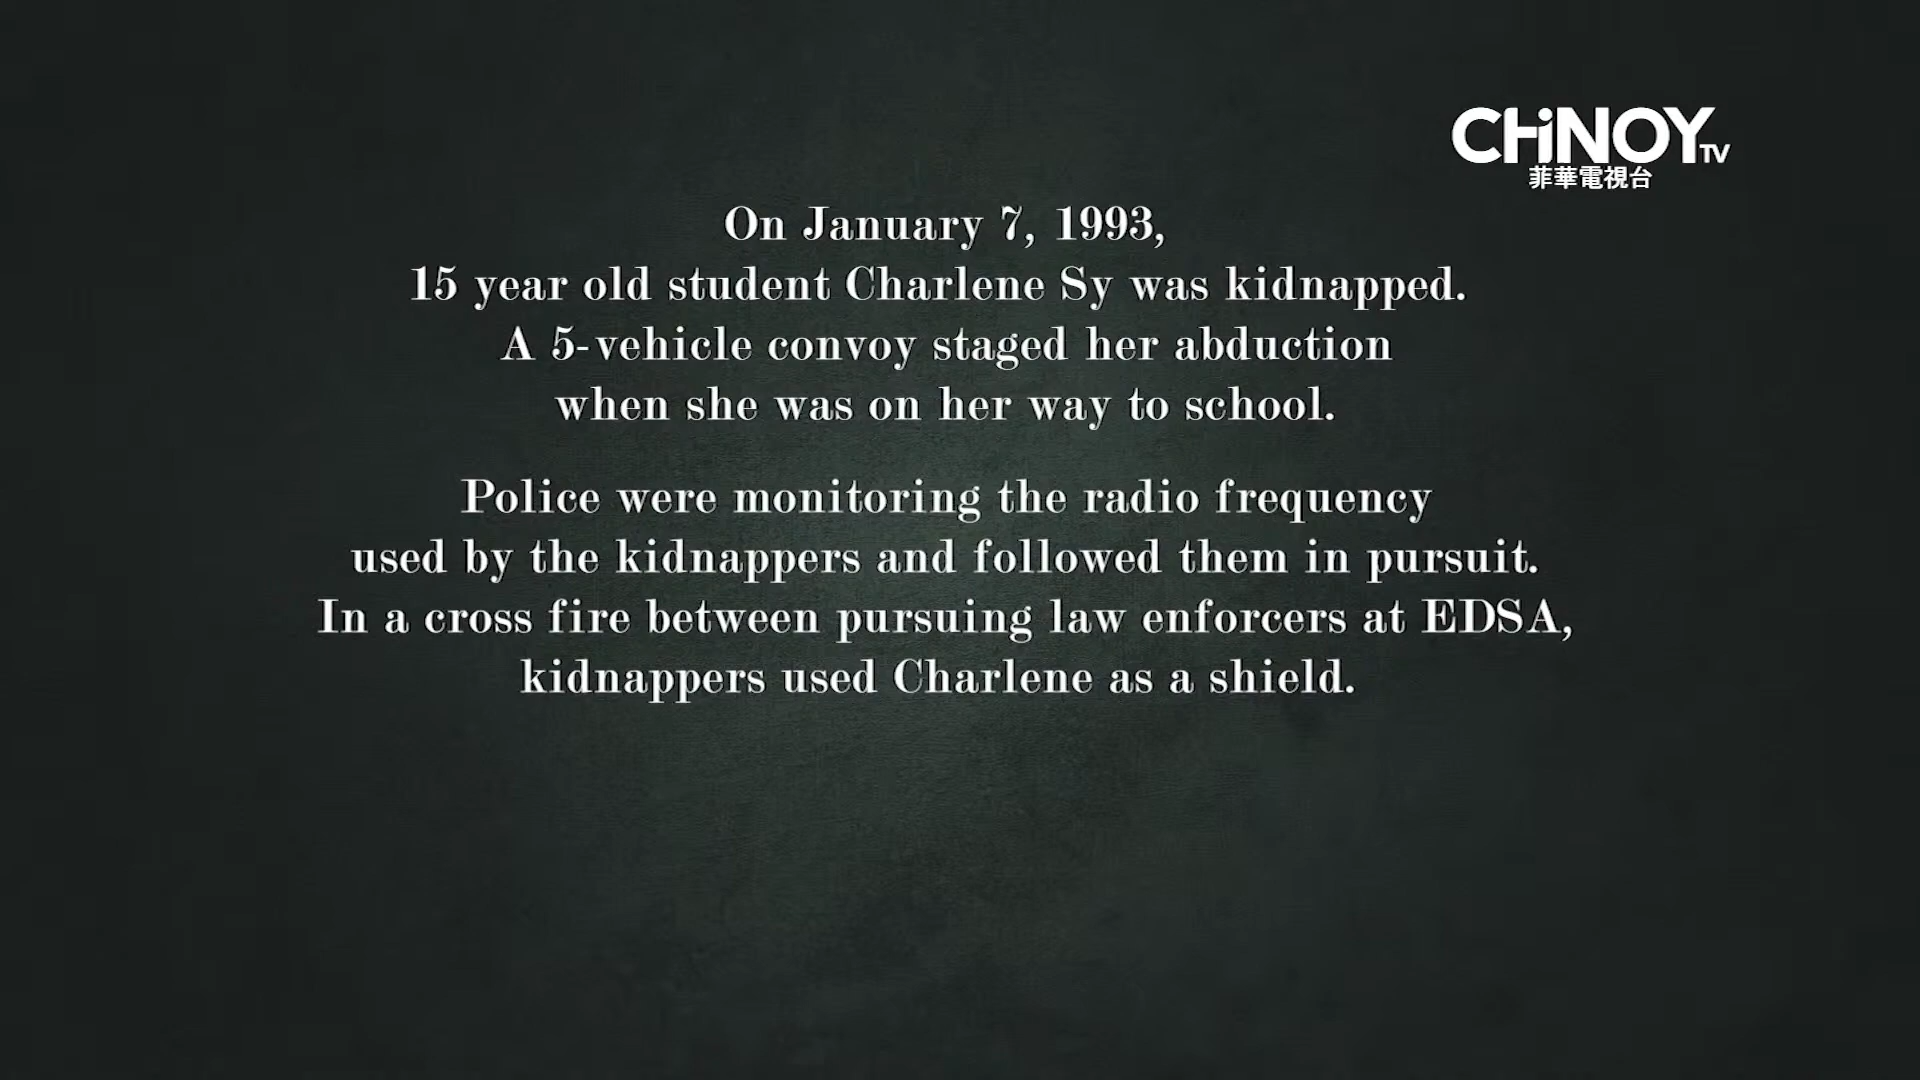 CHiNOY TV
菲華電視台
On January 7, 1993,
15 year old student Charlene Sy was kidnapped.
A 5-vehicle convoy staged her abduction
when she was on her way to school.
Police were monitoring the radio frequency
used by the kidnappers and followed them in pursuit.
In a cross fire between pursuing law enforcers at EDSA,
kidnappers used Charlene as a shield.